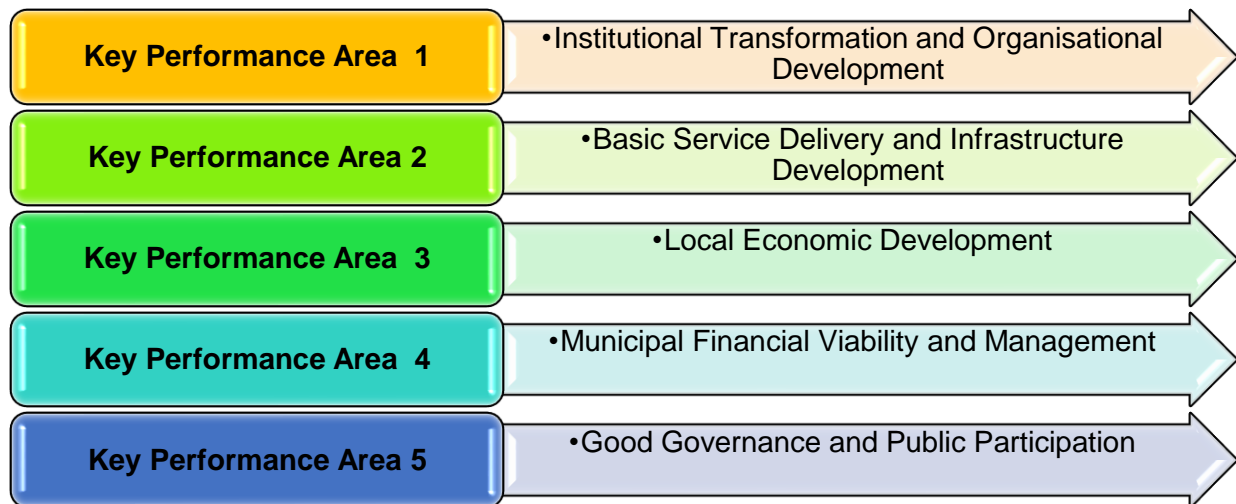 Key Performance Area 1
•Institutional Transformation and Organisational
Development
Key Performance Area 2
•Basic Service Delivery and Infrastructure
Development
Key Performance Area 3
•Local Economic Development
Key Performance Area 4
•Municipal Financial Viability and Management
Key Performance Area 5
•Good Governance and Public Participation